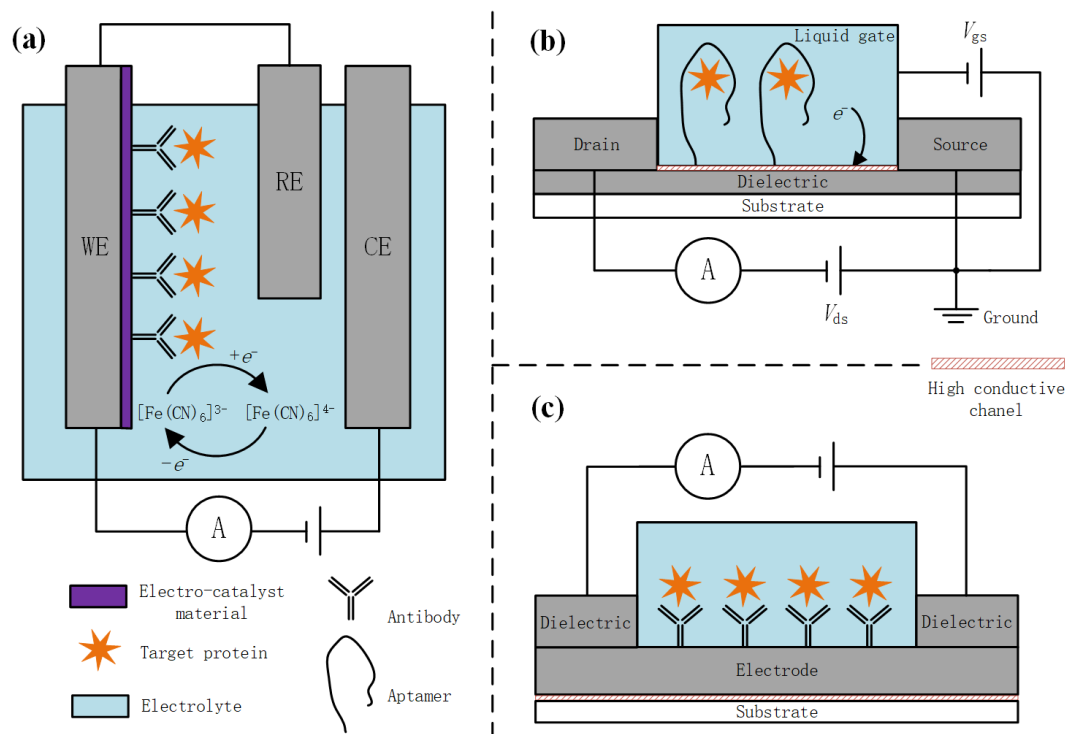 (a)
WE
RE
CE
+e⁻
[Fe(CN)₆]³⁻
[Fe(CN)₆]⁴⁻
−e⁻
A
Electro-catalyst
material
Target protein
Electrolyte
Antibody
Aptamer
(b)
Liquid gate
Vgs
e⁻
Drain
Source
Dielectric
Substrate
A
Vds
Ground
High conductive
chanel
(c)
A
Dielectric
Dielectric
Electrode
Substrate